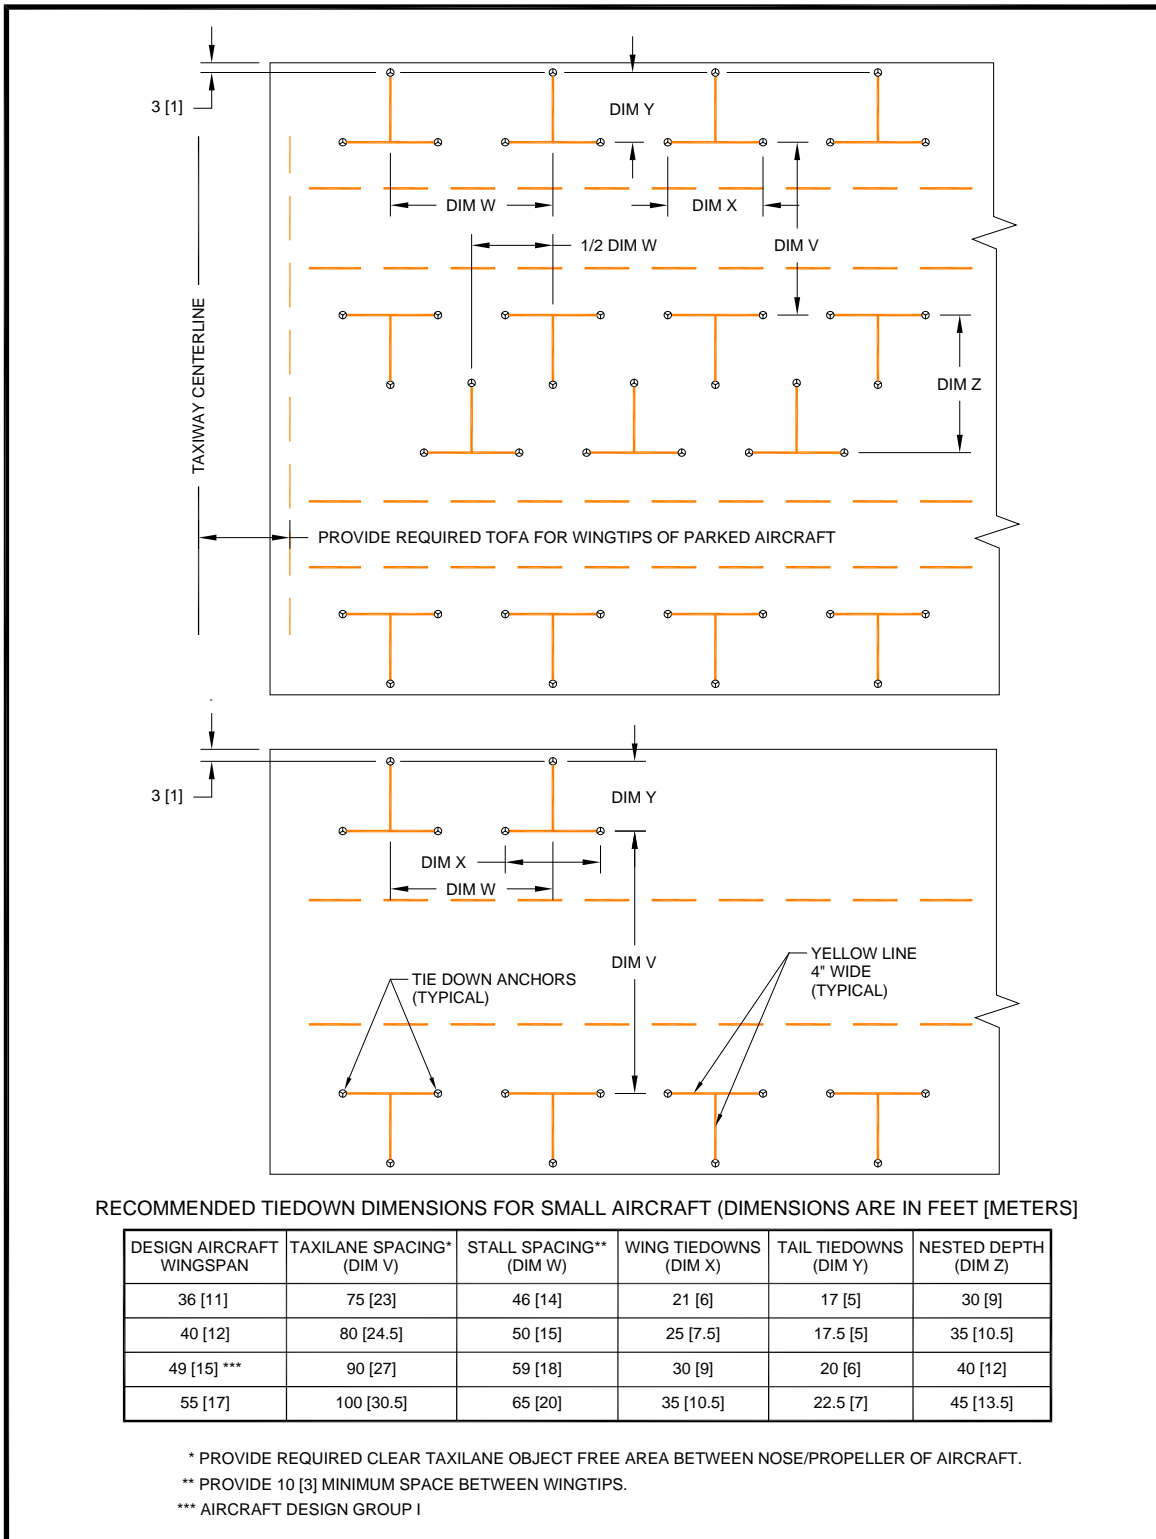 3 [1]
DIM Y
DIM W
DIM X
1/2 DIM W
DIM V
TAXIWAY CENTERLINE
DIM Z
PROVIDE REQUIRED TOFA FOR WINGTIPS OF PARKED AIRCRAFT
3 [1]
DIM Y
DIM X
DIM W
DIM V
TIE DOWN ANCHORS
(TYPICAL)
YELLOW LINE
4" WIDE
(TYPICAL)
RECOMMENDED TIEDOWN DIMENSIONS FOR SMALL AIRCRAFT (DIMENSIONS ARE IN FEET [METERS]
DESIGN AIRCRAFT WINGSPAN TAXILANE SPACING* (DIM V) STALL SPACING** (DIM W) WING TIEDOWNS (DIM X) TAIL TIEDOWNS (DIM Y) NESTED DEPTH (DIM Z)
36 [11] 75 [23] 46 [14] 21 [6] 17 [5] 30 [9]
40 [12] 80 [24.5] 50 [15] 25 [7.5] 17.5 [5] 35 [10.5]
49 [15] *** 90 [27] 59 [18] 30 [9] 20 [6] 40 [12]
55 [17] 100 [30.5] 65 [20] 35 [10.5] 22.5 [7] 45 [13.5]
* PROVIDE REQUIRED CLEAR TAXILANE OBJECT FREE AREA BETWEEN NOSE/PROPELLER OF AIRCRAFT.
** PROVIDE 10 [3] MINIMUM SPACE BETWEEN WINGTIPS.
*** AIRCRAFT DESIGN GROUP I